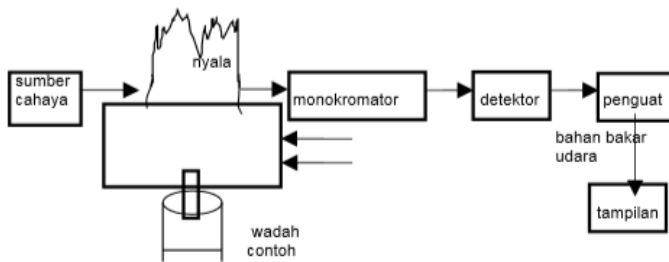 nyala
sumber
cahaya
monokromator
detektor
penguat
bahan bakar
udara
tampilan
wadah
contoh